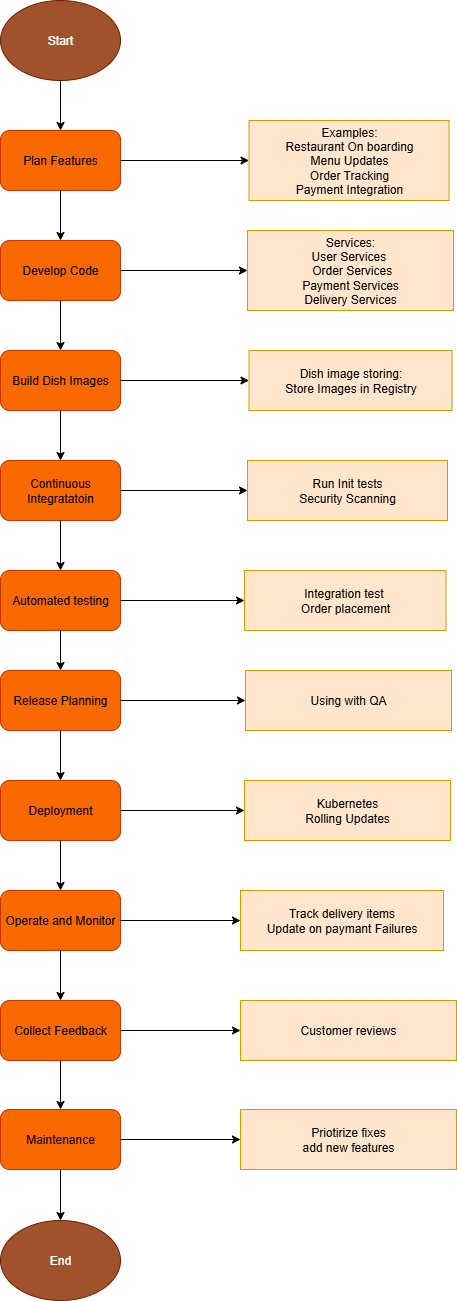 Start
Plan Features
Examples:
Restaurant On boarding
Menu Updates
Order Tracking
Payment Integration
Develop Code
Services:
User Services
Order Services
Payment Services
Delivery Services
Build Dish Images
Dish image storing:
Store Images in Registry
Continuous
Integratatoin
Run Init tests
Security Scanning
Automated testing
Integration test
Order placement
Release Planning
Using with QA
Deployment
Kubernetes
Rolling Updates
Operate and Monitor
Track delivery items
Update on paymant Failures
Collect Feedback
Customer reviews
Maintenance
Priotirize fixes
add new features
End